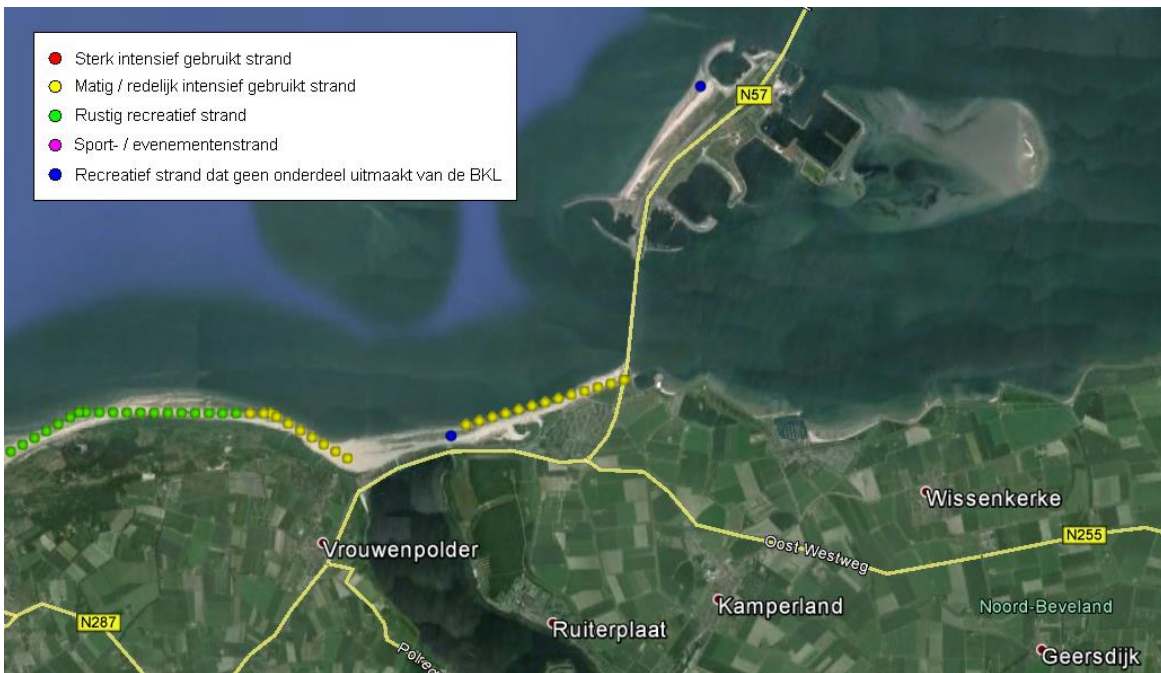 Sterk intensief gebruikt strand
Matig / redelijk intensief gebruikt strand
Rustig recreatief strand
Sport- / evenementenstrand
Recreatief strand dat geen onderdeel uitmaakt van de BKL
N57
Wissenkerke
N255
Oost Westweg
Vrouwenpolder
Kamperland
Noord-Beveland
N287
Ruiterplaat
Geersdijk